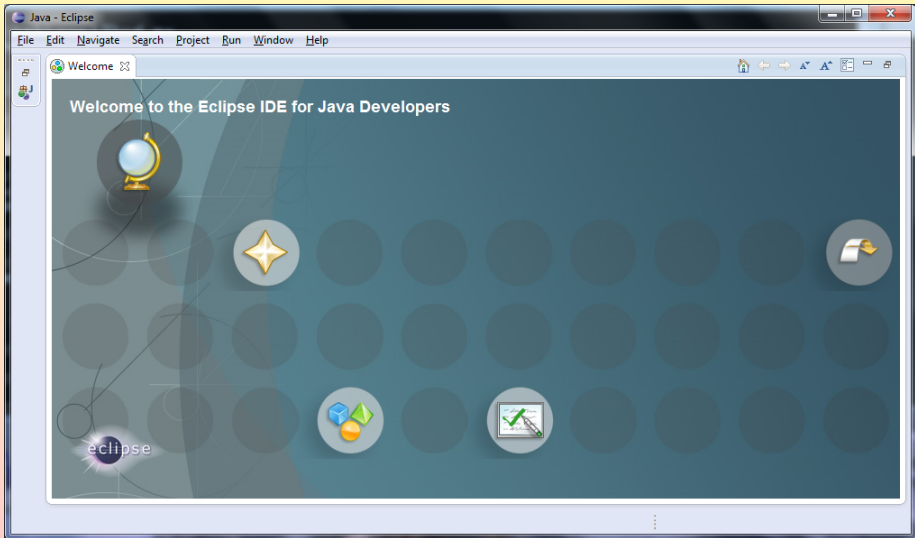 Java - Eclipse
File Edit Navigate Search Project Run Window Help
Welcome
Welcome to the Eclipse IDE for Java Developers
eclipse